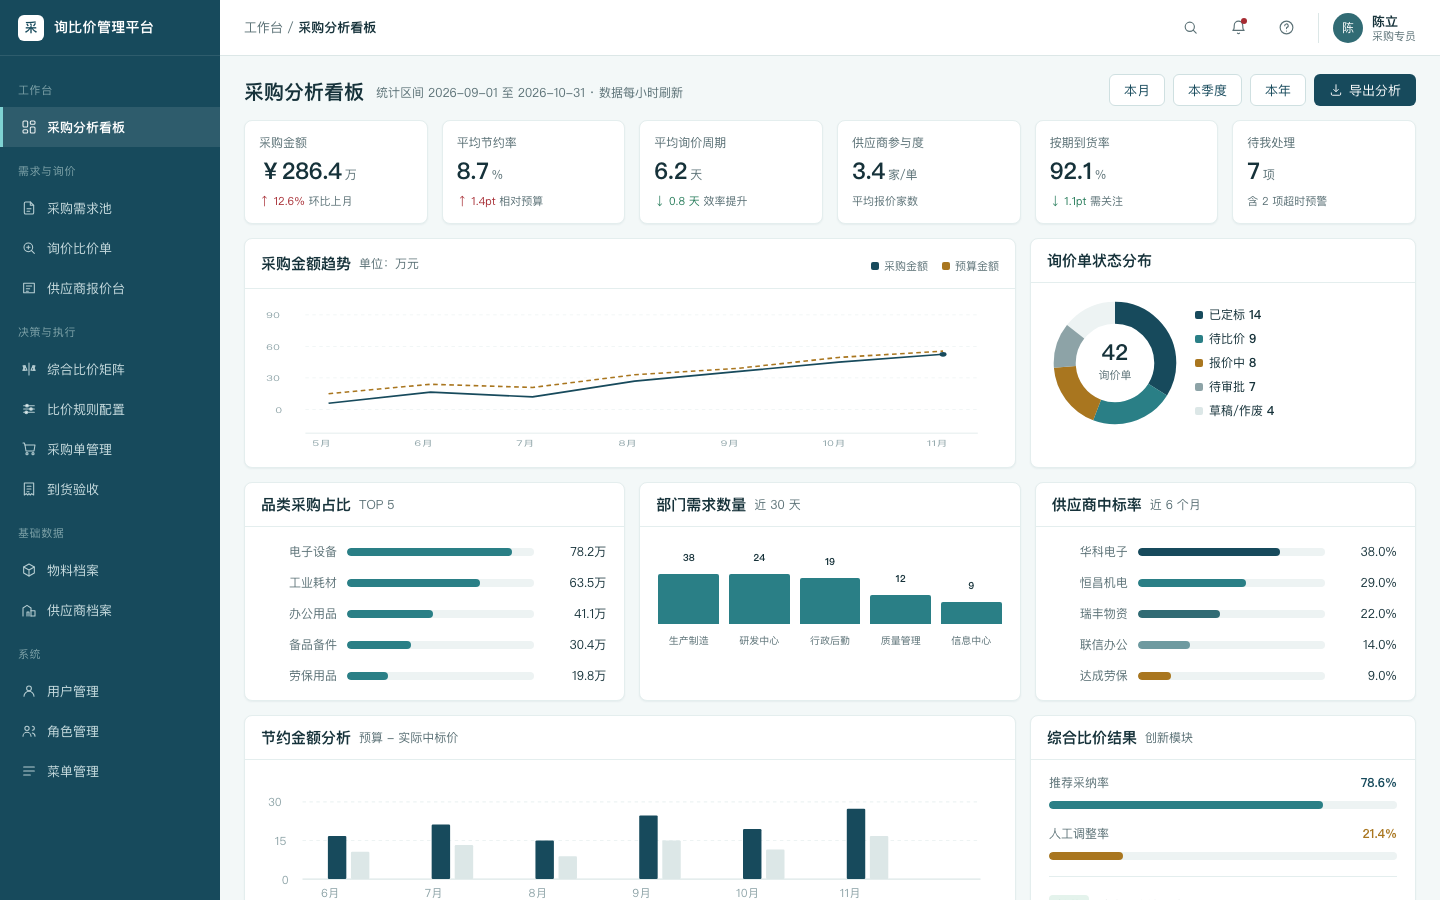 采 询比价管理平台
工作台
采购分析看板
需求与询价
采购需求池
询价比价单
供应商报价台
决策与执行
综合比价矩阵
比价规则配置
采购单管理
到货验收
基础数据
物料档案
供应商档案
系统
用户管理
角色管理
菜单管理
工作台 / 采购分析看板
陈
陈立
采购专员
采购分析看板 统计区间 2026-09-01 至 2026-10-31 · 数据每小时刷新
本月 本季度 本年 导出分析
采购金额
¥ 286.4 万
↑ 12.6% 环比上月
平均节约率
8.7 %
↑ 1.4pt 相对预算
平均询价周期
6.2 天
↓ 0.8 天 效率提升
供应商参与度
3.4 家/单
平均报价家数
按期到货率
92.1 %
↓ 1.1pt 需关注
待我处理
7 项
含 2 项超时预警
采购金额趋势 单位：万元
采购金额 预算金额
90
60
30
0
5月 6月 7月 8月 9月 10月 11月
询价单状态分布
42
询价单
已定标 14
待比价 9
报价中 8
待审批 7
草稿/作废 4
品类采购占比 TOP 5
电子设备 78.2万
工业耗材 63.5万
办公用品 41.1万
备品备件 30.4万
劳保用品 19.8万
部门需求数量 近 30 天
38 24 19 12 9
生产制造 研发中心 行政后勤 质量管理 信息中心
供应商中标率 近 6 个月
华科电子 38.0%
恒昌机电 29.0%
瑞丰物资 22.0%
联信办公 14.0%
达成劳保 9.0%
节约金额分析 预算 – 实际中标价
30
15
0
6月 7月 8月 9月 10月 11月
综合比价结果 创新模块
推荐采纳率 78.6%
人工调整率 21.4%